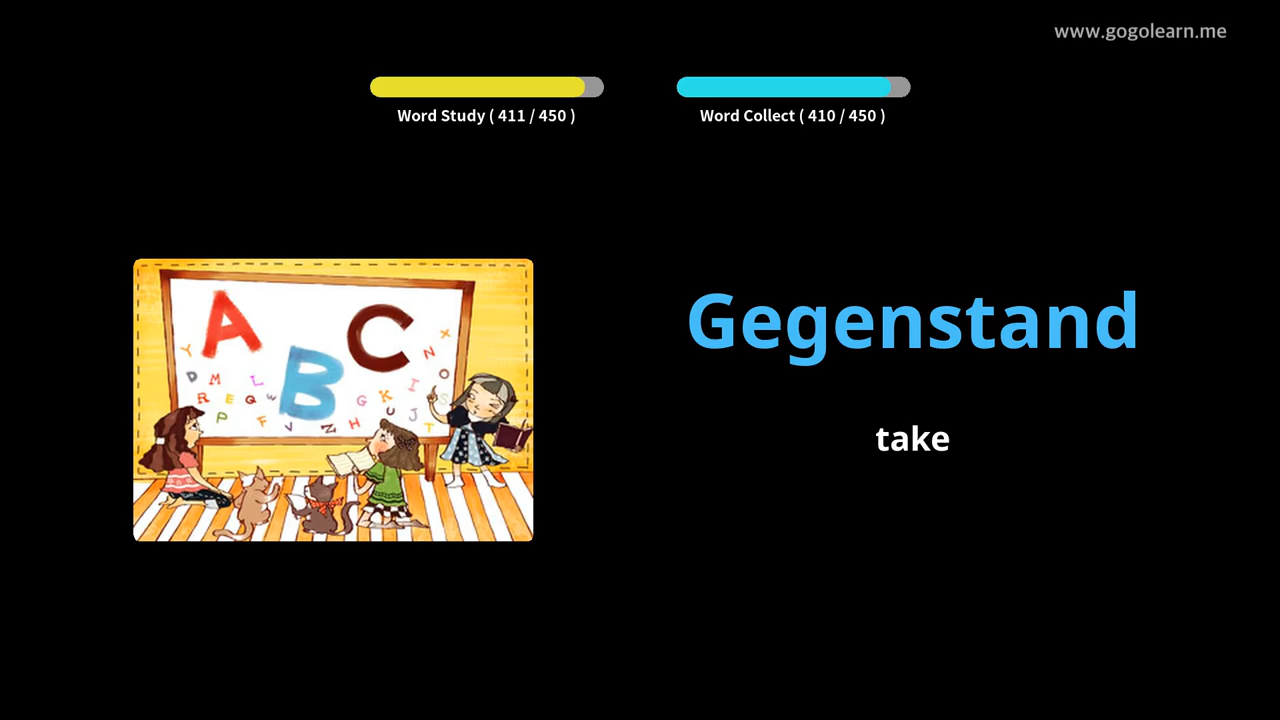 www.gogolearn.me
Word Study ( 411 / 450 )
Word Collect ( 410 / 450 )
A
C
B
X
Y
N
D
M
L
O
R
E
Q
W
G
K
I
S
P
F
V
Z
H
U
J
T
Gegenstand
take